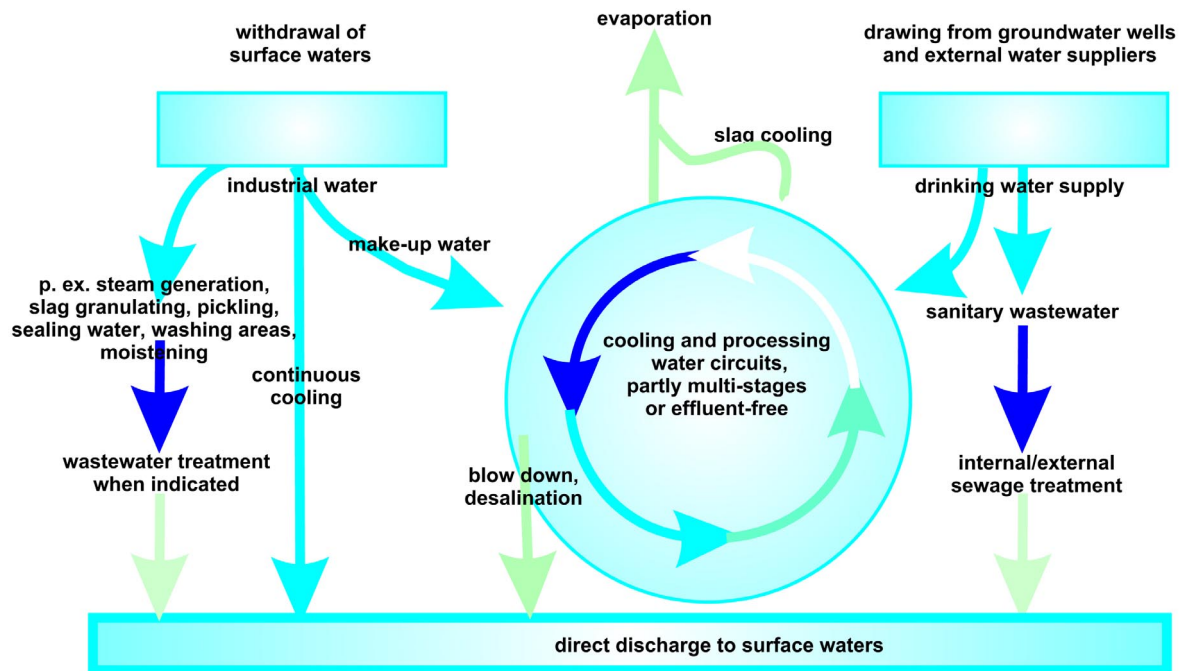 withdrawal of
surface waters
evaporation
drawing from groundwater wells
and external water suppliers
slag cooling
industrial water
drinking water supply
make-up water
p. ex. steam generation,
slag granulating, pickling,
sealing water, washing areas,
moistening
sanitary wastewater
cooling and processing
water circuits,
partly multi-stages
or effluent-free
continuous
cooling
wastewater treatment
when indicated
blow down,
desalination
internal/external
sewage treatment
direct discharge to surface waters